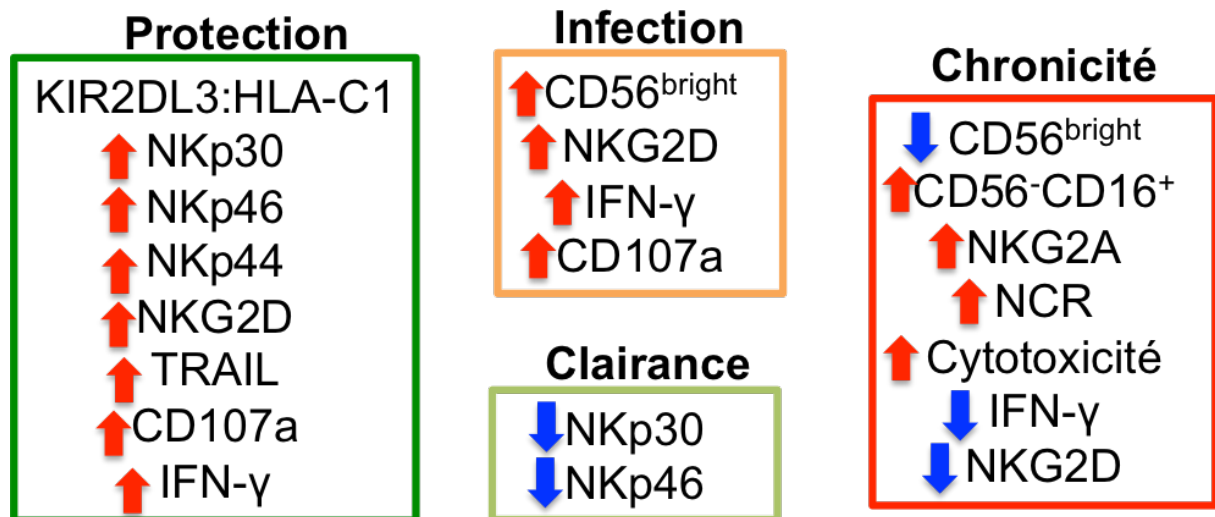 Protection
KIR2DL3:HLA-C1
NKp30
NKp46
NKp44
NKG2D
TRAIL
CD107a
IFN-γ
Infection
CD56bright
NKG2D
IFN-γ
CD107a
Clairance
NKp30
NKp46
Chronicité
CD56bright
CD56-CD16+
NKG2A
NCR
Cytotoxicité
IFN-γ
NKG2D